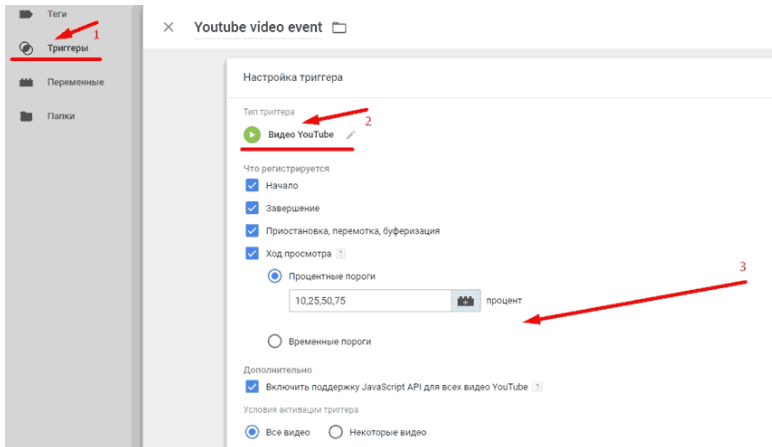 Теги
1
Триггеры
Переменные
Папки
× Youtube video event
Настройка триггера
Тип триггера
2
Видео YouTube
Что регистрируется
Начало
Завершение
Приостановка, перемотка, буферизация
Ход просмотра ?
3
Процентные пороги
10,25,50,75 процент
Временные пороги
Дополнительно
Включить поддержку JavaScript API для всех видео YouTube ?
Условия активации триггера
Все видео Некоторые видео